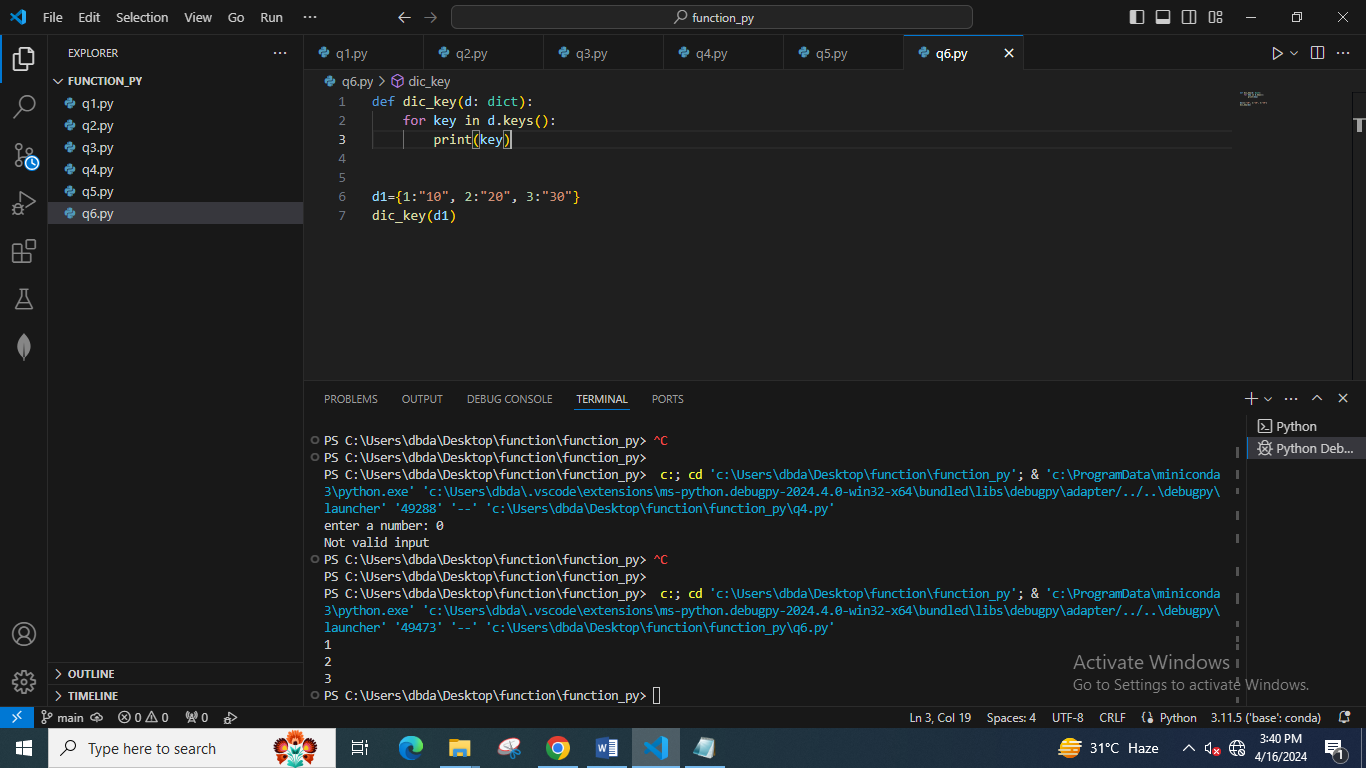 File Edit Selection View Go Run ··· function_py
EXPLORER ···
FUNCTION_PY
q1.py
q2.py
q3.py
q4.py
q5.py
q6.py
OUTLINE
TIMELINE
q1.py q2.py q3.py q4.py q5.py q6.py
q6.py > dic_key
1 def dic_key(d: dict):
2     for key in d.keys():
3         print(key)
4
5
6 d1={1:"10", 2:"20", 3:"30"}
7 dic_key(d1)
PROBLEMS OUTPUT DEBUG CONSOLE TERMINAL PORTS
PS C:\Users\dbda\Desktop\function\function_py> ^C
PS C:\Users\dbda\Desktop\function\function_py>
PS C:\Users\dbda\Desktop\function\function_py>  c:; cd 'c:\Users\dbda\Desktop\function\function_py'; & 'c:\ProgramData\miniconda
3\python.exe' 'c:\Users\dbda\.vscode\extensions\ms-python.debugpy-2024.4.0-win32-x64\bundled\libs\debugpy\adapter/../..\debugpy\
launcher' '49288' '--' 'c:\Users\dbda\Desktop\function\function_py\q4.py'
enter a number: 0
Not valid input
PS C:\Users\dbda\Desktop\function\function_py> ^C
PS C:\Users\dbda\Desktop\function\function_py>
PS C:\Users\dbda\Desktop\function\function_py>  c:; cd 'c:\Users\dbda\Desktop\function\function_py'; & 'c:\ProgramData\miniconda
3\python.exe' 'c:\Users\dbda\.vscode\extensions\ms-python.debugpy-2024.4.0-win32-x64\bundled\libs\debugpy\adapter/../..\debugpy\
launcher' '49473' '--' 'c:\Users\dbda\Desktop\function\function_py\q6.py'
1
2
3
PS C:\Users\dbda\Desktop\function\function_py>
Python
Python Deb...
Activate Windows
Go to Settings to activate Windows.
main 0 0 0 Ln 3, Col 19 Spaces: 4 UTF-8 CRLF Python 3.11.5 ('base': conda)
Type here to search 31°C Haze 3:40 PM
4/16/2024 1